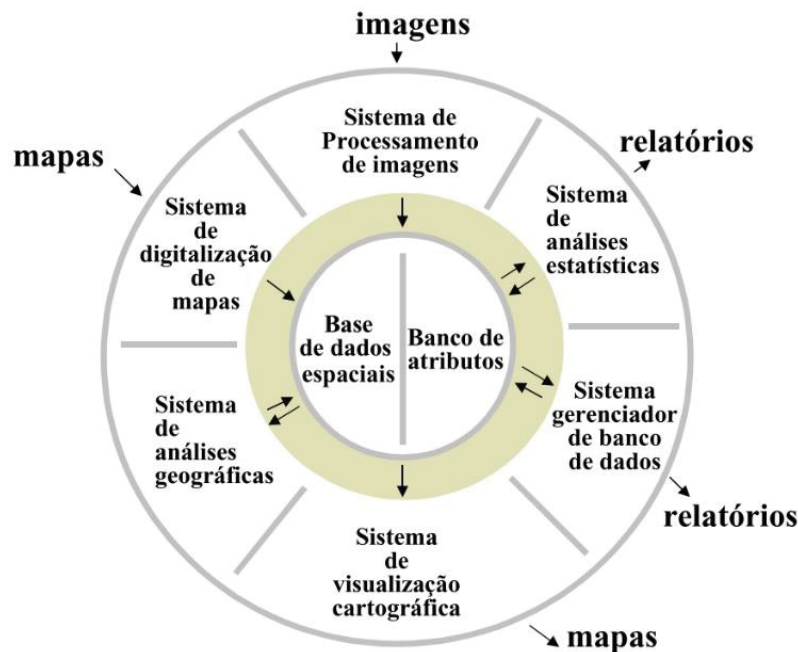 imagens
Sistema de
Processamento
de imagens
mapas
relatórios
Sistema
de
digitalização
de
mapas
Sistema
de
análises
estatísticas
Base
de dados
espaciais
Banco de
atributos
Sistema
de
análises
geográficas
Sistema
gerenciador
de banco
de dados
relatórios
Sistema
de
visualização
cartográfica
mapas